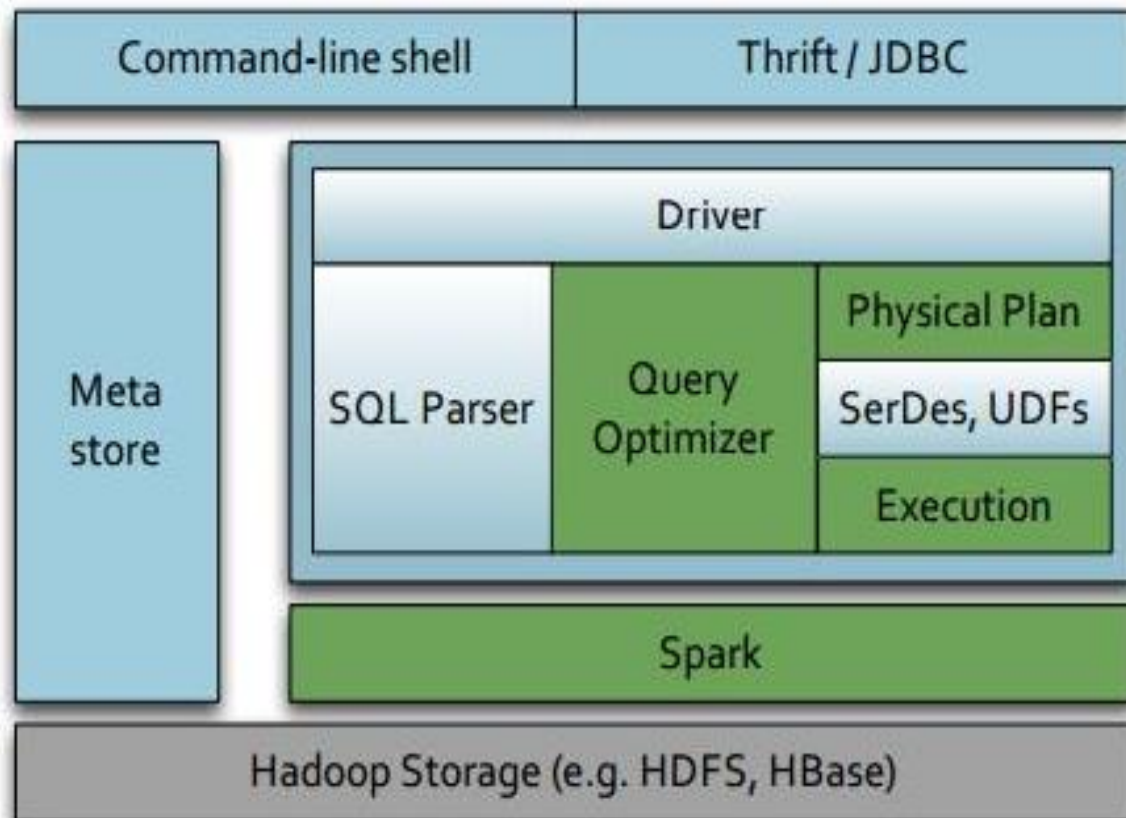 Command-line shell
Thrift / JDBC
Meta
store
Driver
SQL Parser
Query
Optimizer
Physical Plan
SerDes, UDFs
Execution
Spark
Hadoop Storage (e.g. HDFS, HBase)